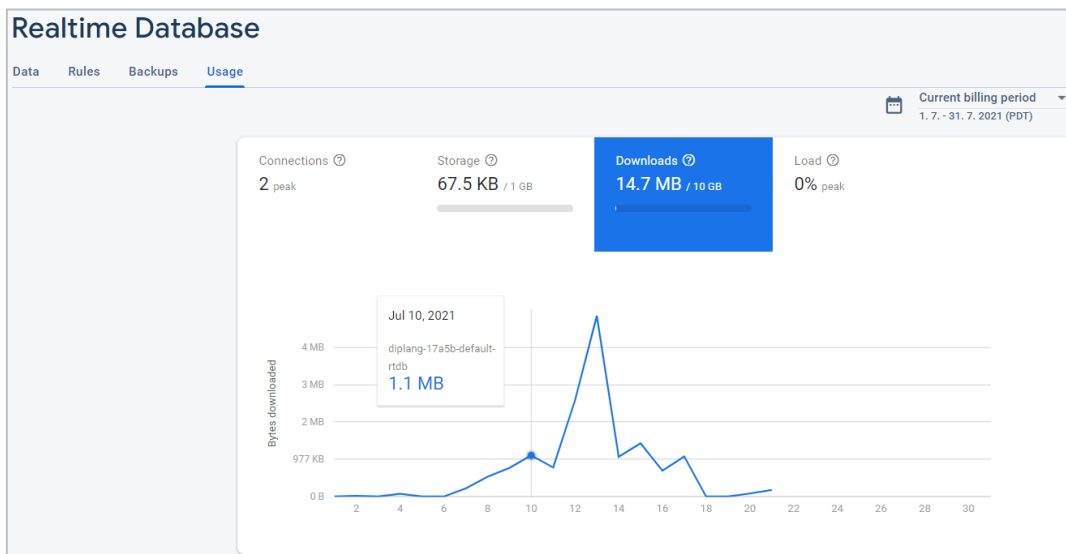 Realtime Database
Data Rules Backups Usage
Current billing period
1. 7. - 31. 7. 2021 (PDT)
Connections Storage Downloads Load
2 peak 67.5 KB / 1 GB 14.7 MB / 10 GB 0% peak
Jul 10, 2021
diplang-17a5b-default-
rtdb
1.1 MB
Bytes downloaded
4 MB
3 MB
2 MB
977 KB
0 B
2 4 6 8 10 12 14 16 18 20 22 24 26 28 30